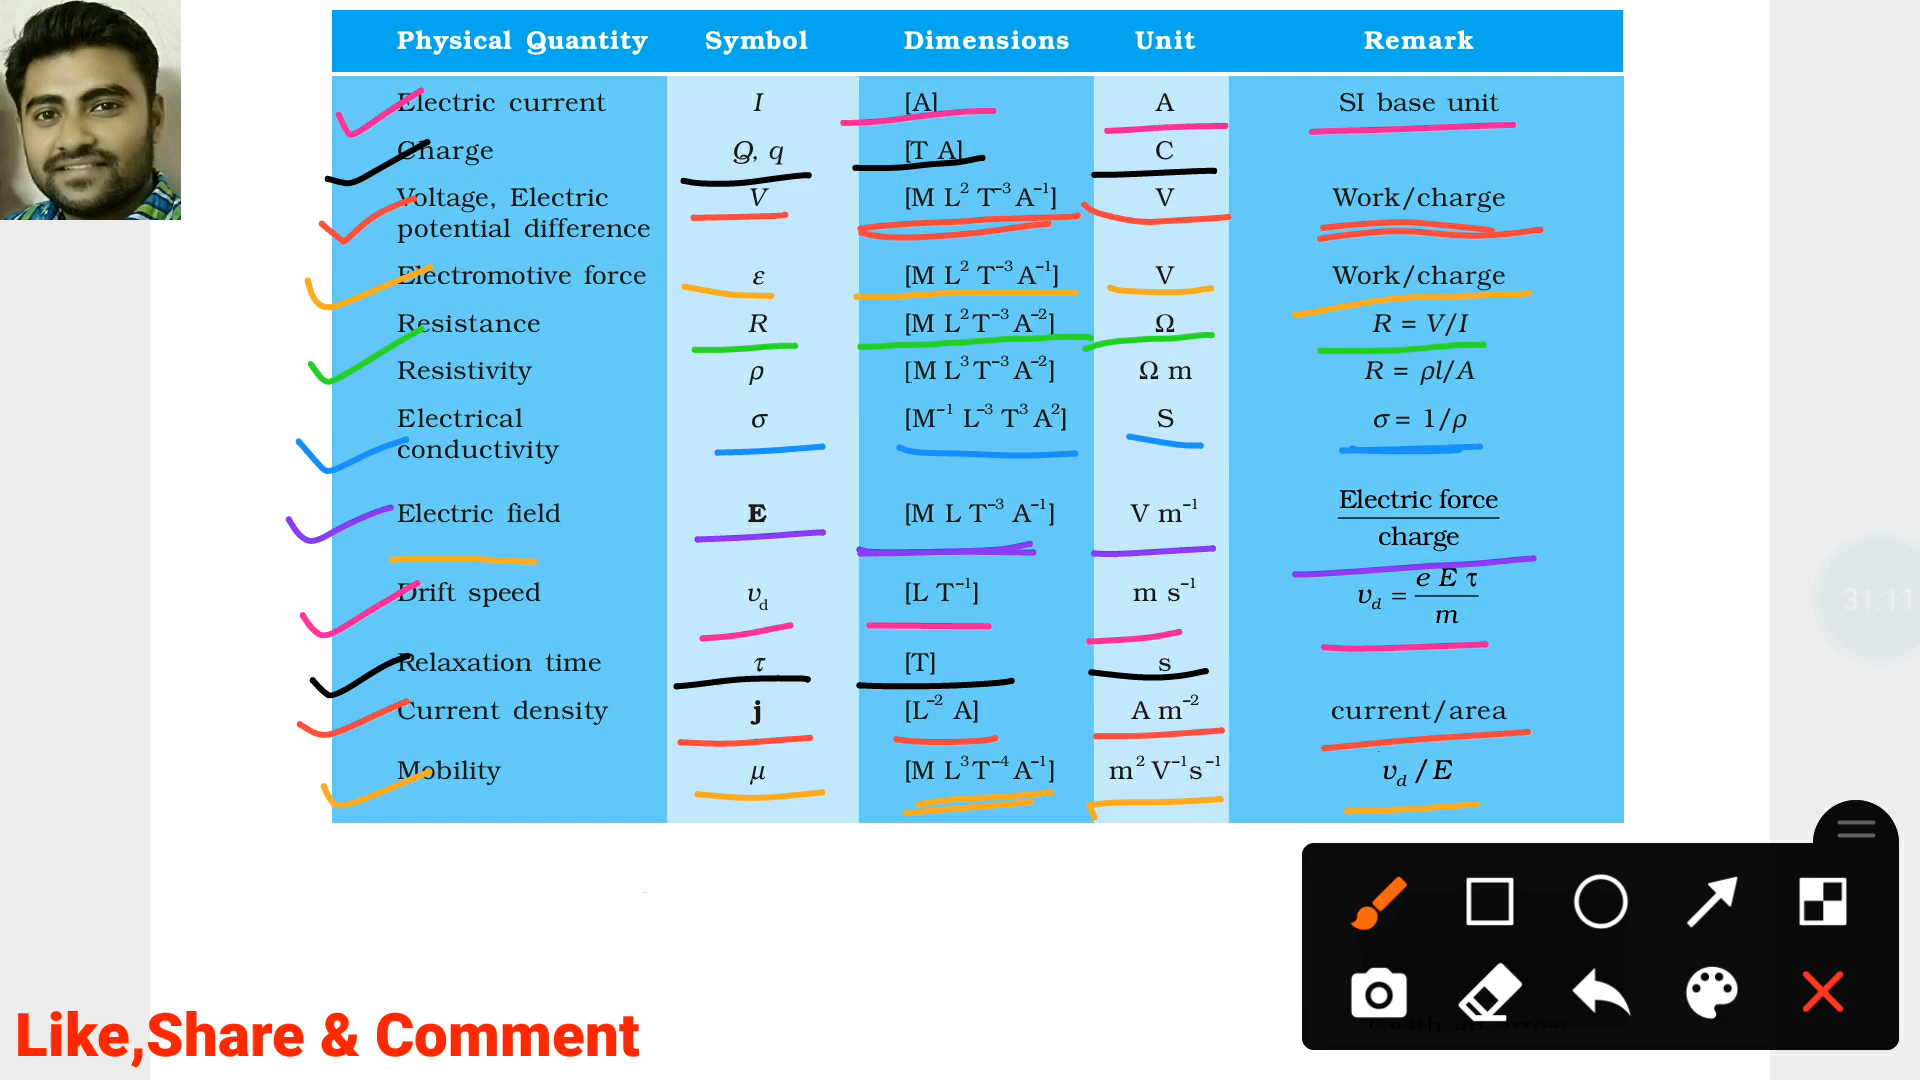 Physical Quantity Symbol Dimensions Unit Remark
Electric current I [A] A SI base unit
Charge Q, q [T A] C
Voltage, Electric potential difference V [M L² T⁻³ A⁻¹] V Work/charge
Electromotive force ε [M L² T⁻³ A⁻¹] V Work/charge
Resistance R [M L² T⁻³ A⁻²] Ω R = V/I
Resistivity ρ [M L³ T⁻³ A⁻²] Ω m R = ρl/A
Electrical conductivity σ [M⁻¹ L⁻³ T³ A²] S σ = 1/ρ
Electric field E [M L T⁻³ A⁻¹] V m⁻¹ Electric force
charge
Drift speed v_d [L T⁻¹] m s⁻¹ v_d = e E τ
m
Relaxation time τ [T] s
Current density j [L⁻² A] A m⁻² current/area
Mobility μ [M L³ T⁻⁴ A⁻¹] m² V⁻¹ s⁻¹ v_d / E
31:11
Like,Share & Comment